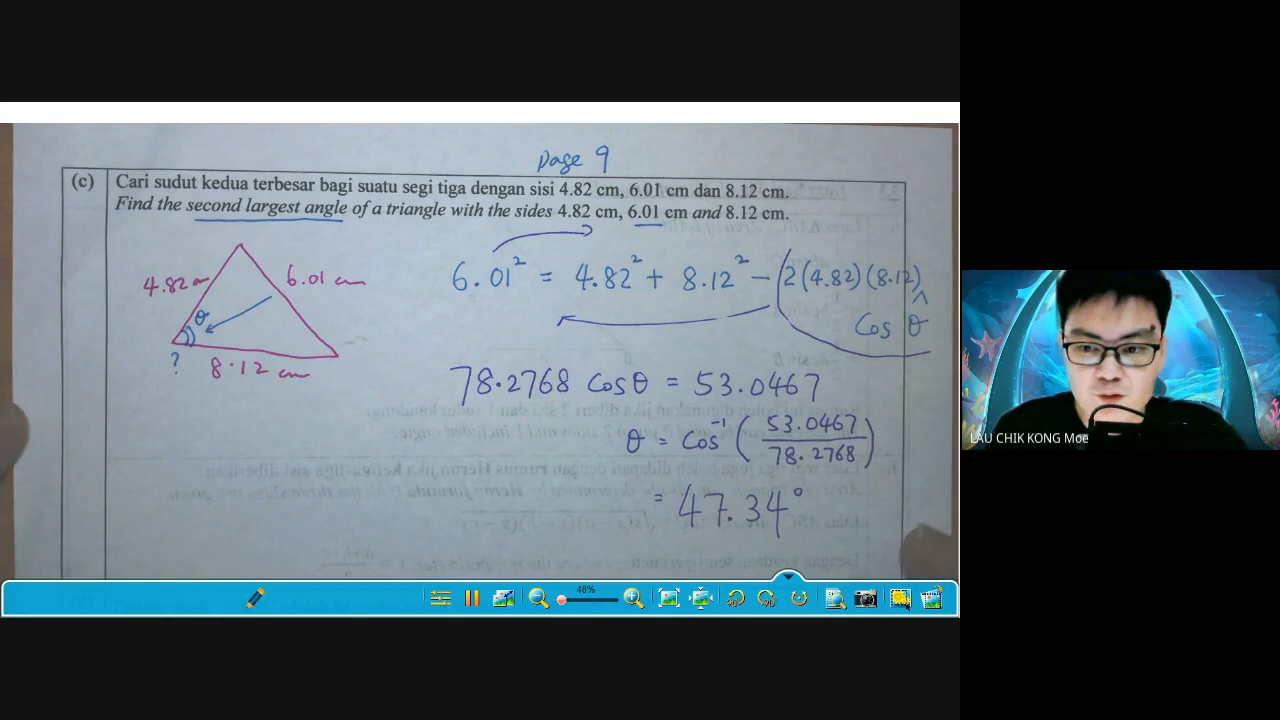 page 9
(c) Cari sudut kedua terbesar bagi suatu segi tiga dengan sisi 4.82 cm, 6.01 cm dan 8.12 cm.
Find the second largest angle of a triangle with the sides 4.82 cm, 6.01 cm and 8.12 cm.
4.82 cm
6.01 cm
θ
?
8.12 cm
6.01² = 4.82² + 8.12² – (2(4.82)(8.12)
cos θ
78.2768 cos θ = 53.0467
θ = cos⁻¹ (53.0467/78.2768)
= 47.34°
LAU CHIK KONG Moe
48%